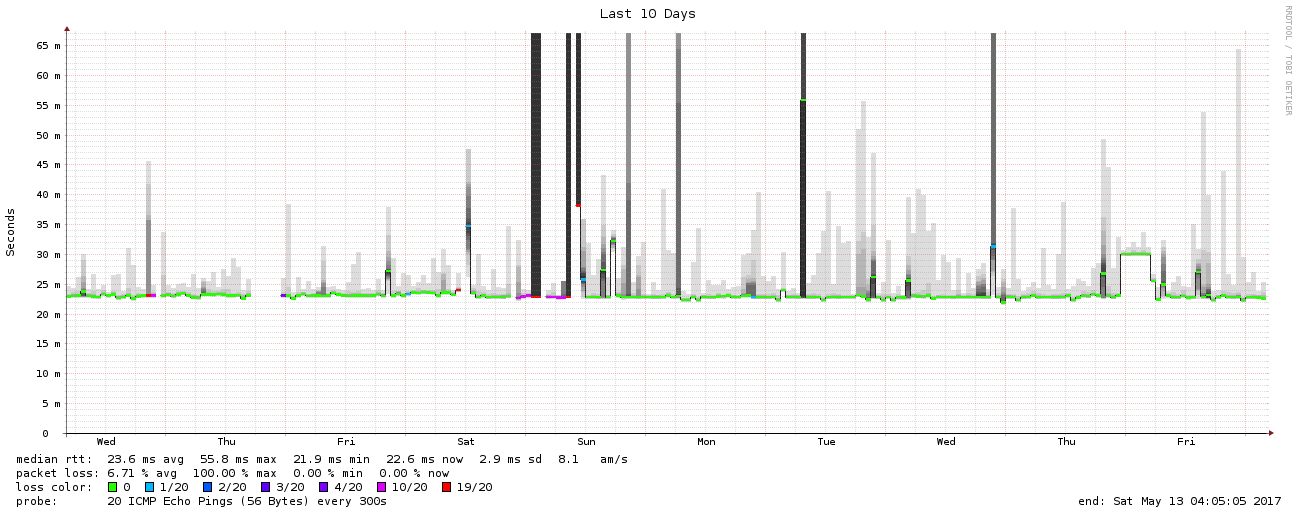 Last 10 Days
RRDTOOL / TOBI OETIKER
Seconds
65 m
60 m
55 m
50 m
45 m
40 m
35 m
30 m
25 m
20 m
15 m
10 m
5 m
0
Wed Thu Fri Sat Sun Mon Tue Wed Thu Fri
median rtt: 23.6 ms avg 55.8 ms max 21.9 ms min 22.6 ms now 2.9 ms sd 8.1 am/s
packet loss: 6.71 % avg 100.00 % max 0.00 % min 0.00 % now
loss color: 0 1/20 2/20 3/20 4/20 10/20 19/20
probe: 20 ICMP Echo Pings (56 Bytes) every 300s end: Sat May 13 04:05:05 2017